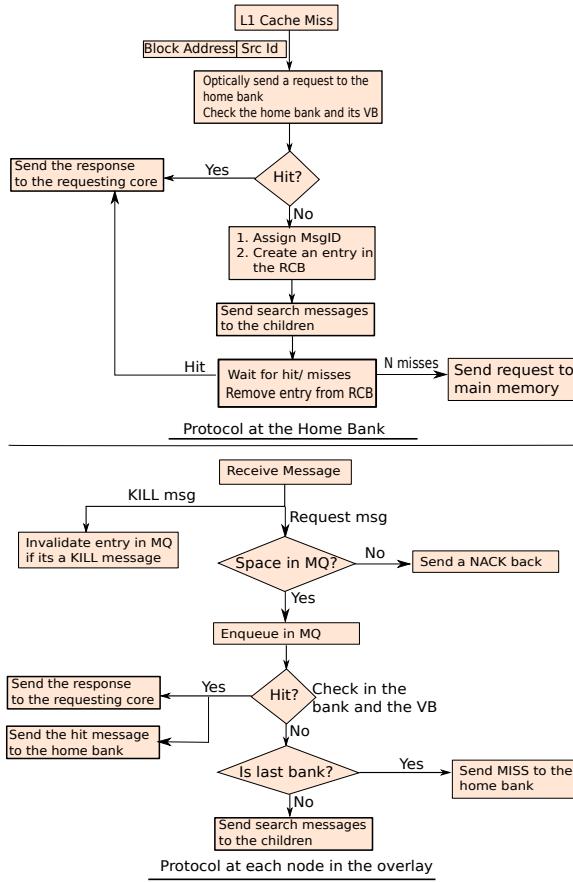 L1 Cache Miss
Block Address Src Id
Optically send a request to the
home bank
Check the home bank and its VB
Hit?
Yes
Send the response
to the requesting core
No
1. Assign MsgID
2. Create an entry in
the RCB
Send search messages
to the children
Hit
Wait for hit/ misses
Remove entry from RCB
N misses
Send request to
main memory
Protocol at the Home Bank
Receive Message
KILL msg
Request msg
Invalidate entry in MQ
if its a KILL message
Space in MQ?
No
Send a NACK back
Yes
Enqueue in MQ
Hit?
Check in the
bank and the VB
Yes
Send the response
to the requesting core
Send the hit message
to the home bank
No
Is last bank?
Yes
Send MISS to the
home bank
No
Send search messages
to the children
Protocol at each node in the overlay